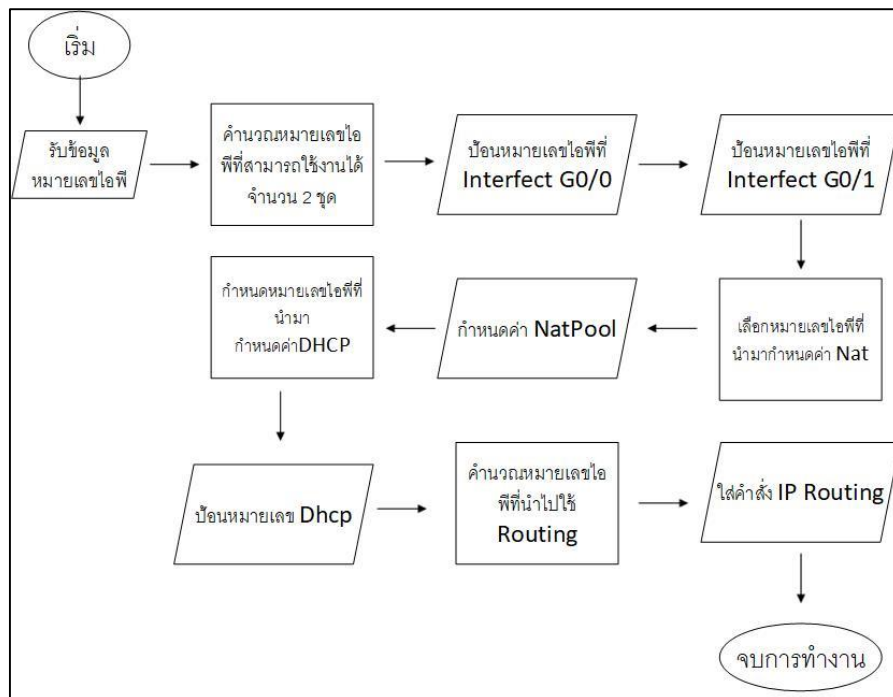 เริ่ม
รับข้อมูล
หมายเลขไอพี
คำนวณหมายเลขไอ
พีที่สามารถใช้งานได้
จำนวน 2 ชุด
ป้อนหมายเลขไอพีที่
Interfect G0/0
ป้อนหมายเลขไอพีที่
Interfect G0/1
เลือกหมายเลขไอพีที่
นำมากำหนดค่า Nat
กำหนดค่า NatPool
กำหนดหมายเลขไอพีที่
นำมา
กำหนดค่าDHCP
ป้อนหมายเลข Dhcp
คำนวณหมายเลขไอ
พีที่นำไปใช้
Routing
ใส่คำสั่ง IP Routing
จบการทำงาน